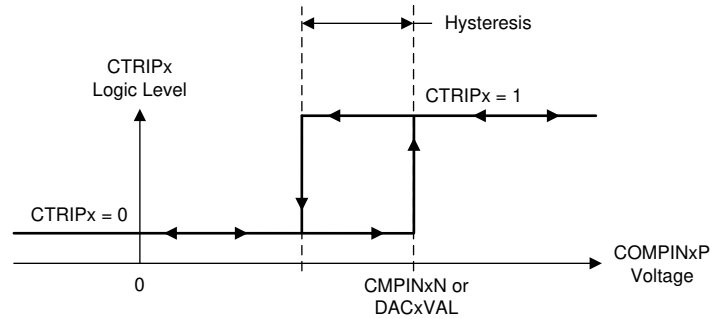 Hysteresis
CTRIPx
Logic Level
CTRIPx = 1
CTRIPx = 0
COMPINxP
Voltage
0
CMPINxN or
DACxVAL